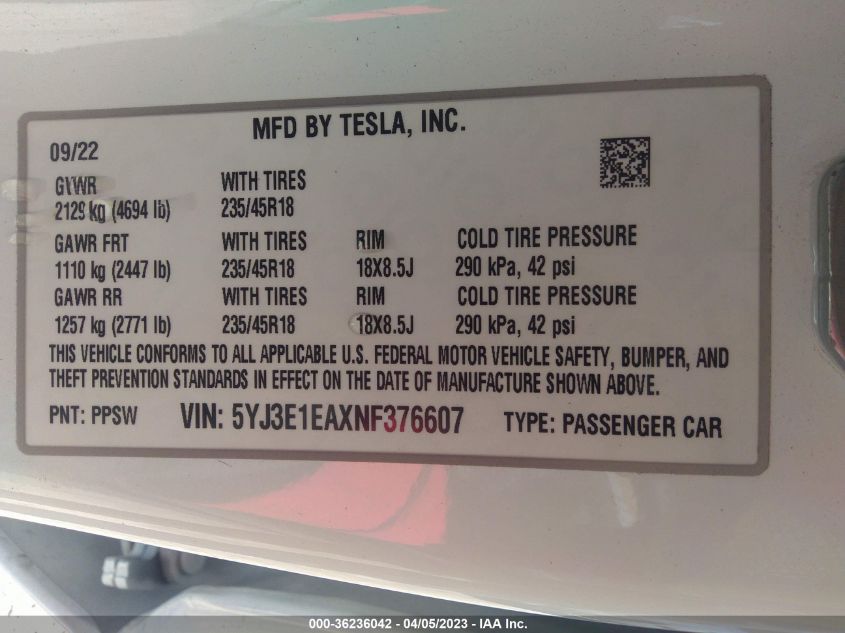 MFD BY TESLA, INC.
09/22
GVWR WITH TIRES
2129 kg (4694 lb) 235/45R18
GAWR FRT WITH TIRES RIM COLD TIRE PRESSURE
1110 kg (2447 lb) 235/45R18 18X8.5J 290 kPa, 42 psi
GAWR RR WITH TIRES RIM COLD TIRE PRESSURE
1257 kg (2771 lb) 235/45R18 18X8.5J 290 kPa, 42 psi
THIS VEHICLE CONFORMS TO ALL APPLICABLE U.S. FEDERAL MOTOR VEHICLE SAFETY, BUMPER, AND
THEFT PREVENTION STANDARDS IN EFFECT ON THE DATE OF MANUFACTURE SHOWN ABOVE.
PNT: PPSW VIN: 5YJ3E1EAXNF376607 TYPE: PASSENGER CAR
000-36236042 - 04/05/2023 - IAA Inc.